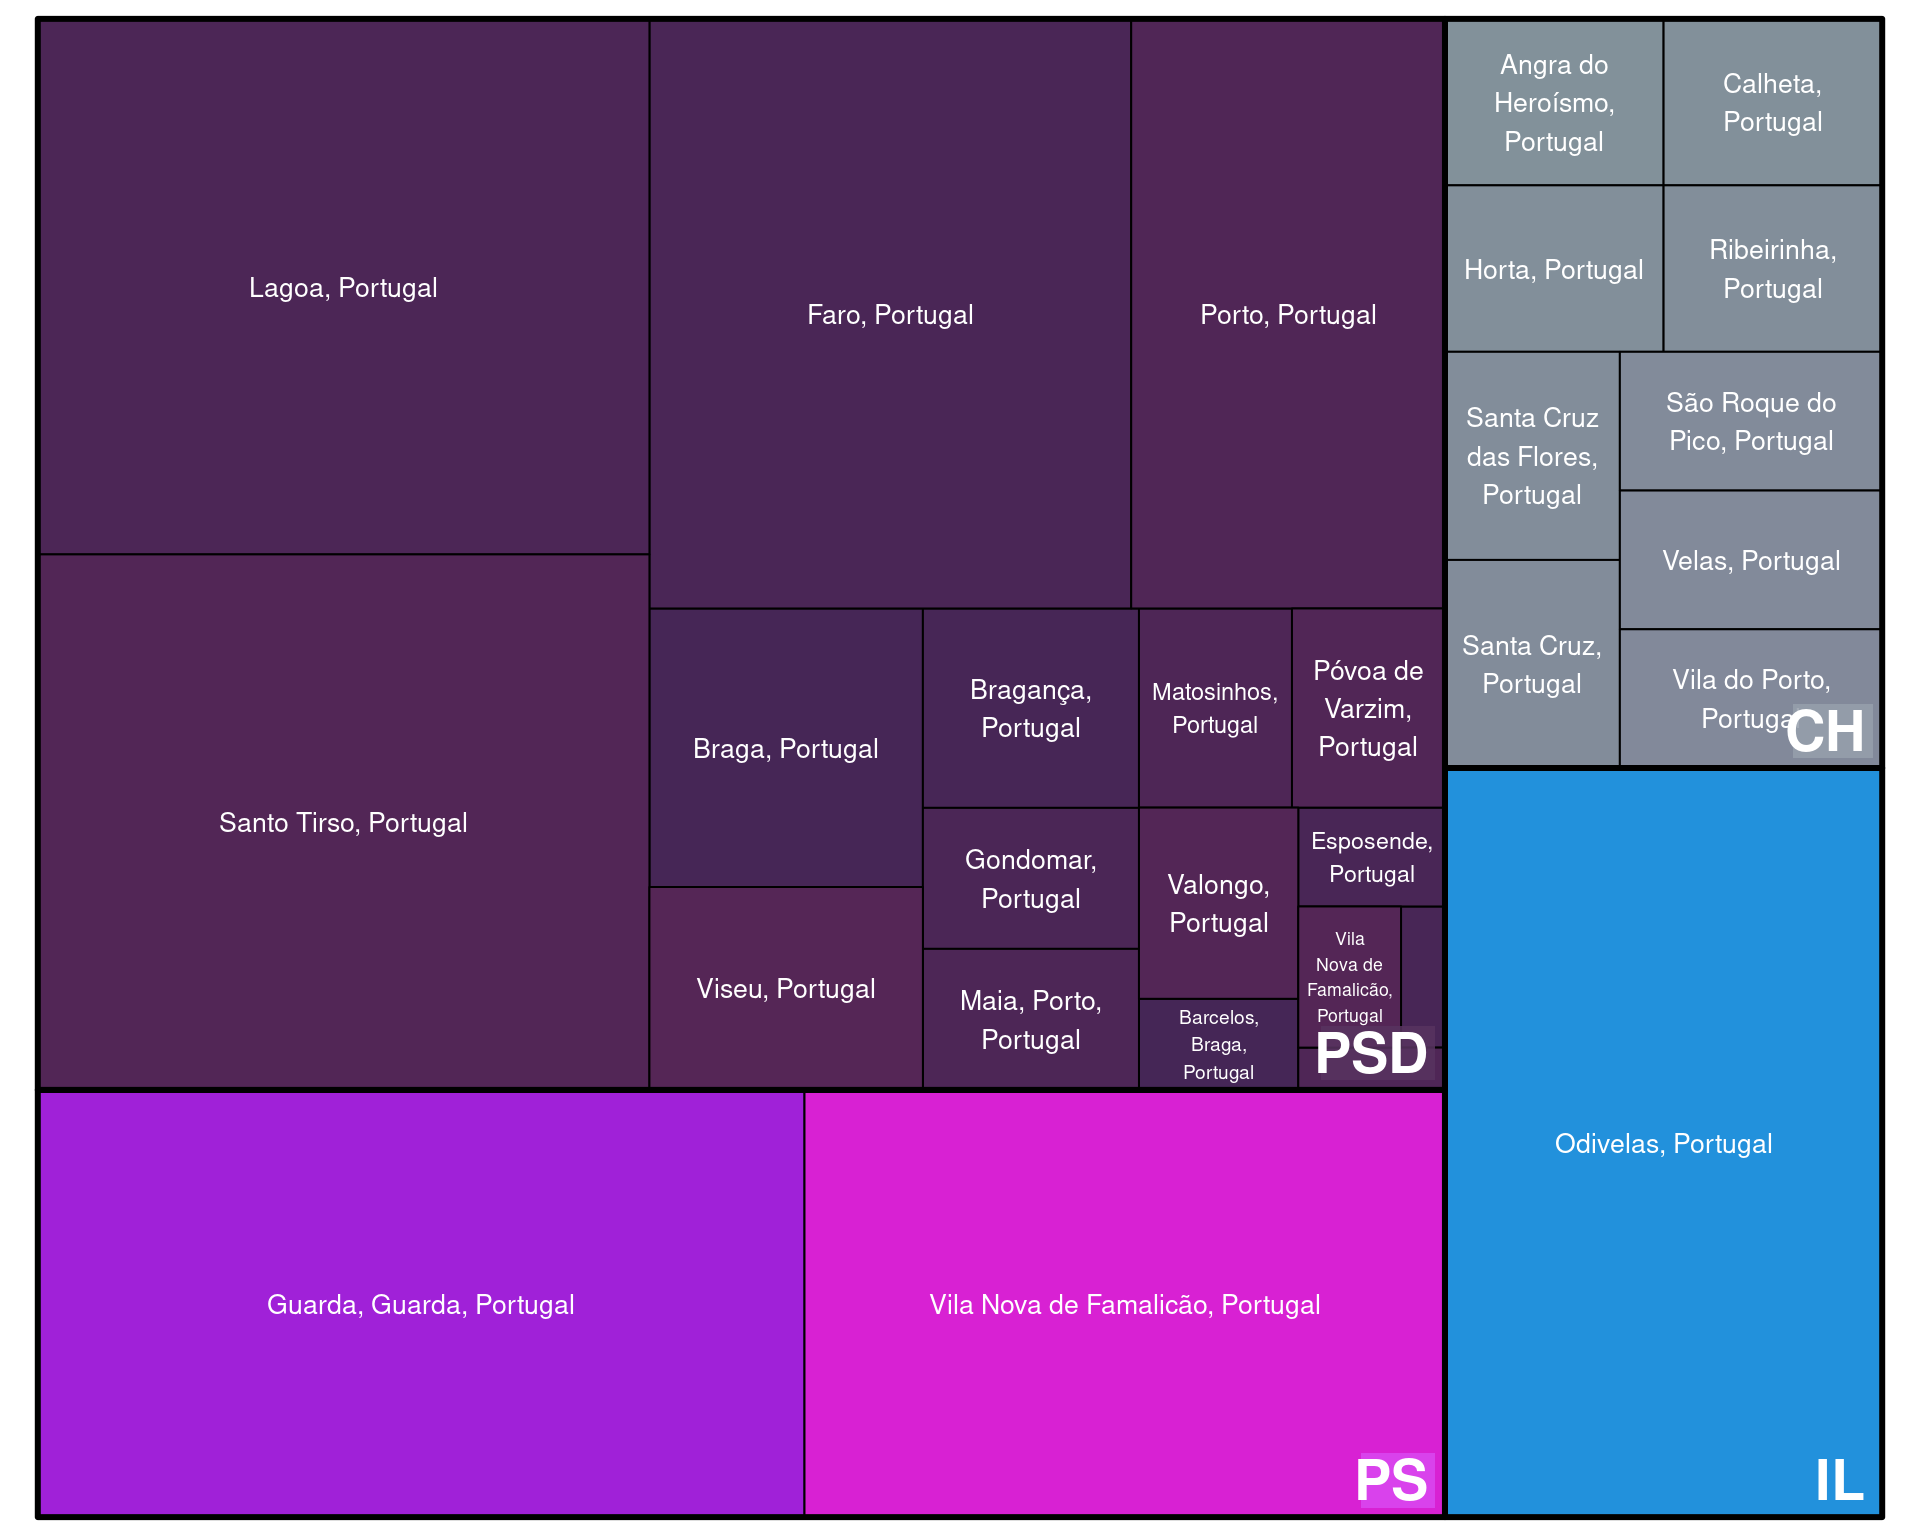 Lagoa, Portugal
Faro, Portugal
Porto, Portugal
Santo Tirso, Portugal
Braga, Portugal
Viseu, Portugal
Bragança,
Portugal
Gondomar,
Portugal
Maia, Porto,
Portugal
Matosinhos,
Portugal
Póvoa de
Varzim,
Portugal
Valongo,
Portugal
Esposende,
Portugal
Vila
Nova de
Famalicão,
Portugal
Barcelos,
Braga,
Portugal
PSD
Guarda, Guarda, Portugal
Vila Nova de Famalicão, Portugal
PS
Angra do
Heroísmo,
Portugal
Calheta,
Portugal
Horta, Portugal
Ribeirinha,
Portugal
Santa Cruz
das Flores,
Portugal
São Roque do
Pico, Portugal
Velas, Portugal
Santa Cruz,
Portugal
Vila do Porto,
Portugal
CH
Odivelas, Portugal
IL